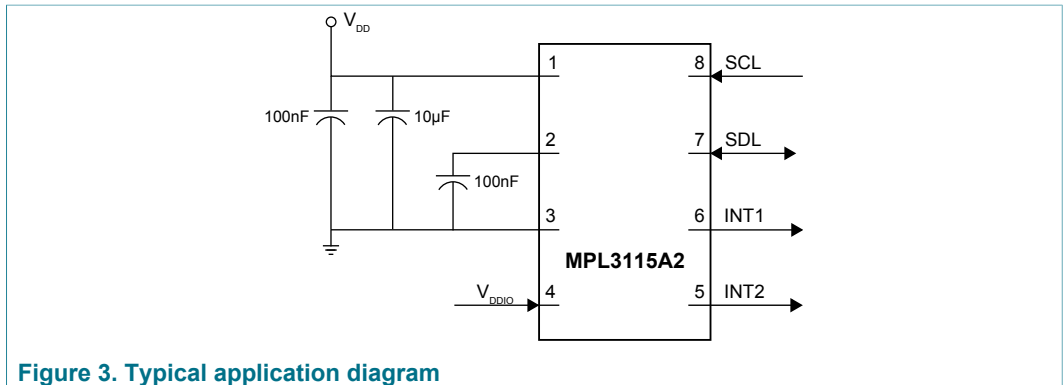 V_DD
1
8 SCL
100nF
10µF
2
7 SDL
100nF
3
6 INT1
MPL3115A2
V_DDIO
4
5 INT2
Figure 3. Typical application diagram